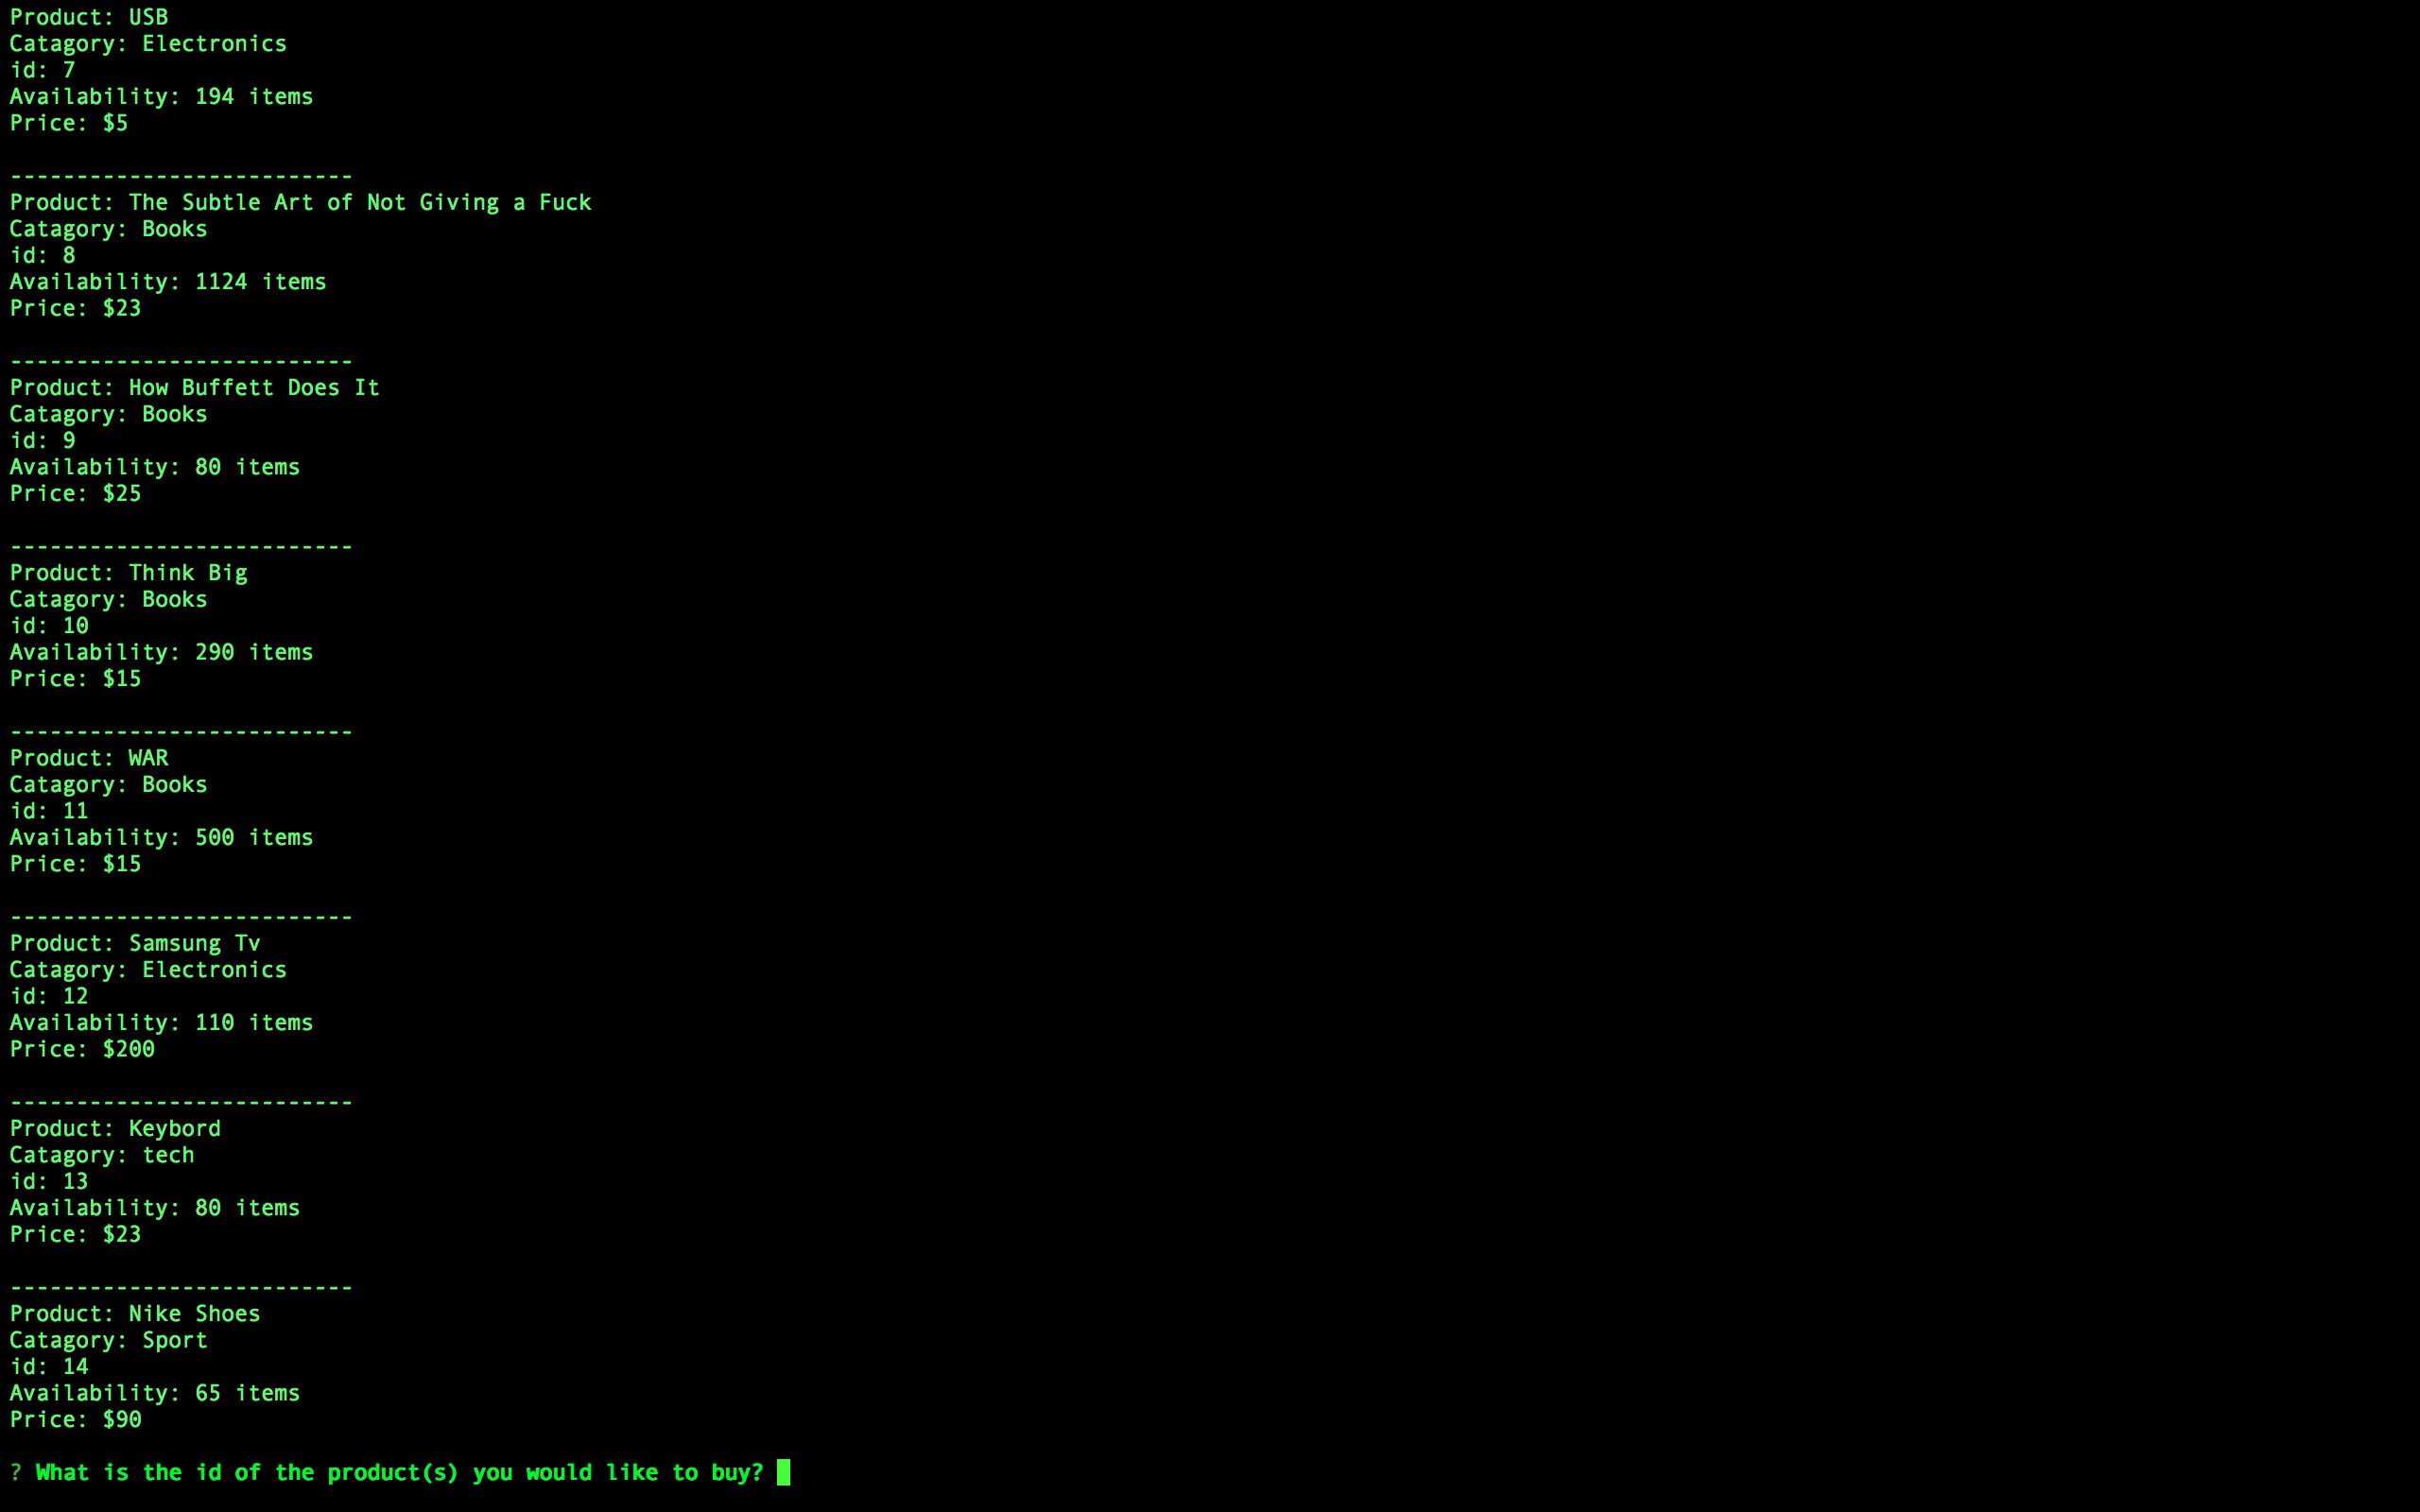 Product: USB
Catagory: Electronics
id: 7
Availability: 194 items
Price: $5
--------------------------
Product: The Subtle Art of Not Giving a Fuck
Catagory: Books
id: 8
Availability: 1124 items
Price: $23
--------------------------
Product: How Buffett Does It
Catagory: Books
id: 9
Availability: 80 items
Price: $25
--------------------------
Product: Think Big
Catagory: Books
id: 10
Availability: 290 items
Price: $15
--------------------------
Product: WAR
Catagory: Books
id: 11
Availability: 500 items
Price: $15
--------------------------
Product: Samsung Tv
Catagory: Electronics
id: 12
Availability: 110 items
Price: $200
--------------------------
Product: Keybord
Catagory: tech
id: 13
Availability: 80 items
Price: $23
--------------------------
Product: Nike Shoes
Catagory: Sport
id: 14
Availability: 65 items
Price: $90
? What is the id of the product(s) you would like to buy?